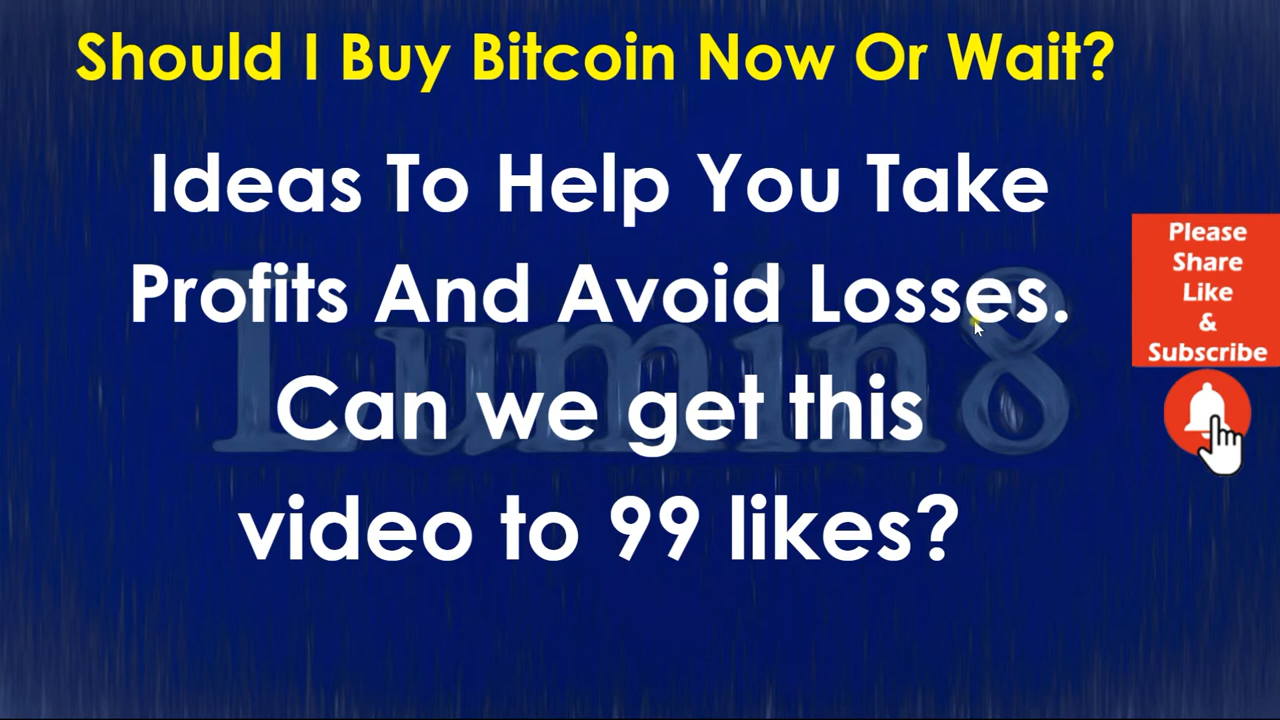 Should I Buy Bitcoin Now Or Wait?
Ideas To Help You Take
Profits And Avoid Losses.
Can we get this
video to 99 likes?
Lumin8
Please
Share
Like
&
Subscribe